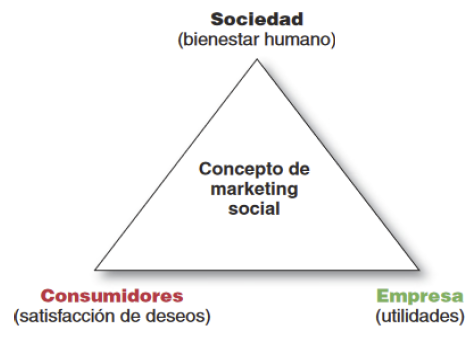 Sociedad
(bienestar humano)
Concepto de
marketing
social
Consumidores
(satisfacción de deseos)
Empresa
(utilidades)